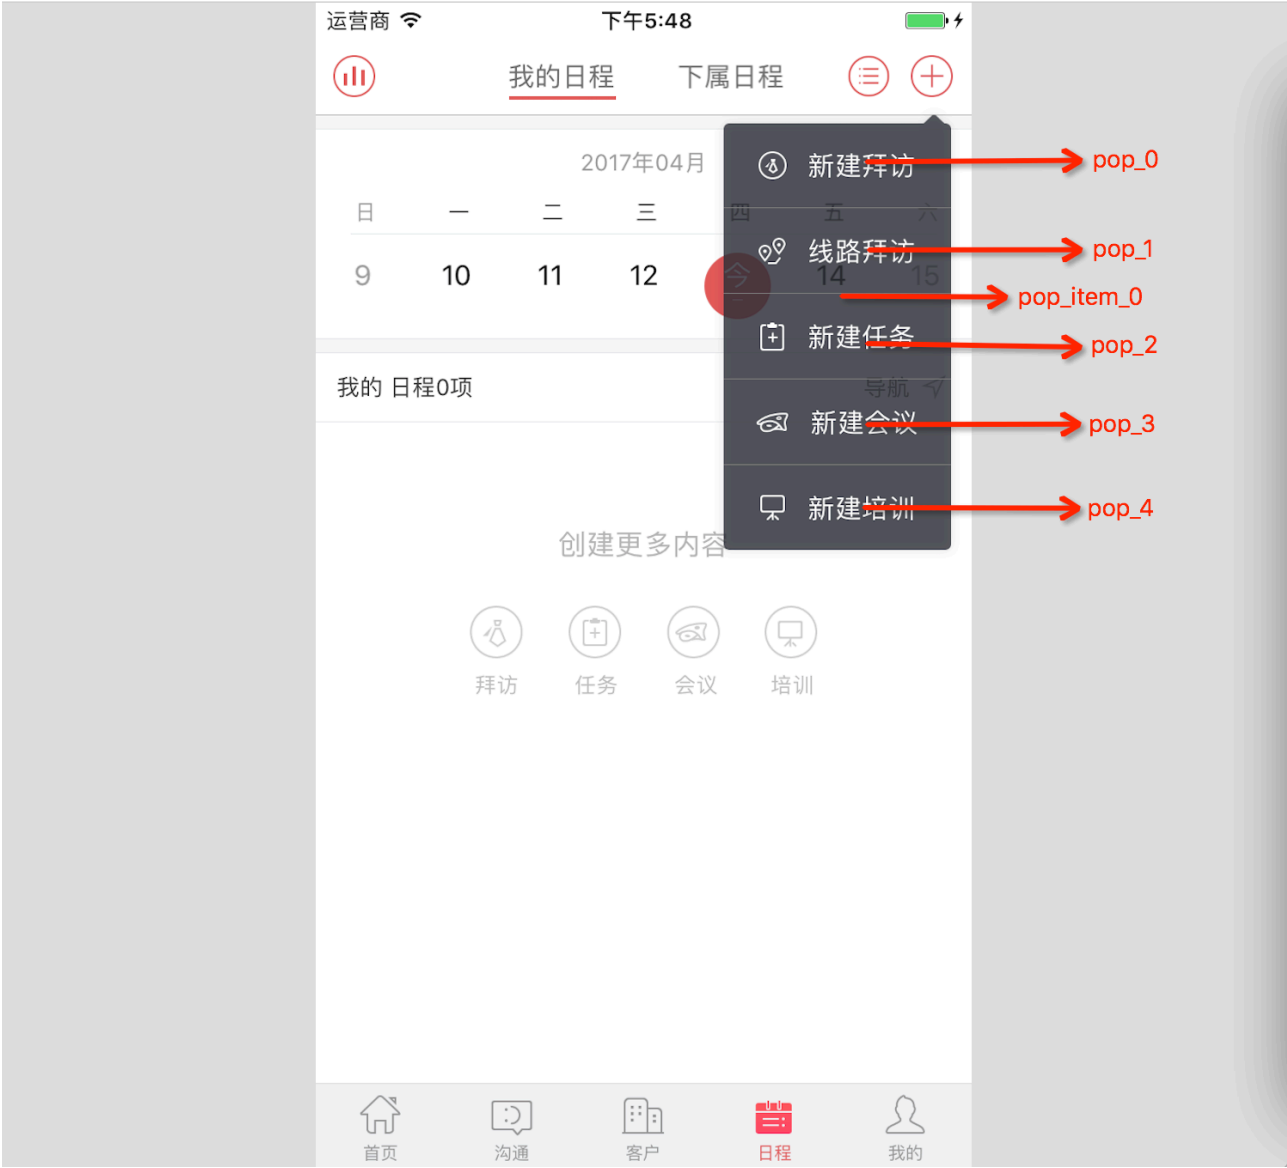 运营商 下午5:48
我的日程 下属日程
2017年04月
日 一 二 三 四 五 六
9 10 11 12 今 14 15
我的 日程0项 导航
新建拜访 pop_0
线路拜访 pop_1
pop_item_0
新建任务 pop_2
新建会议 pop_3
新建培训 pop_4
创建更多内容
拜访 任务 会议 培训
首页 沟通 客户 日程 我的